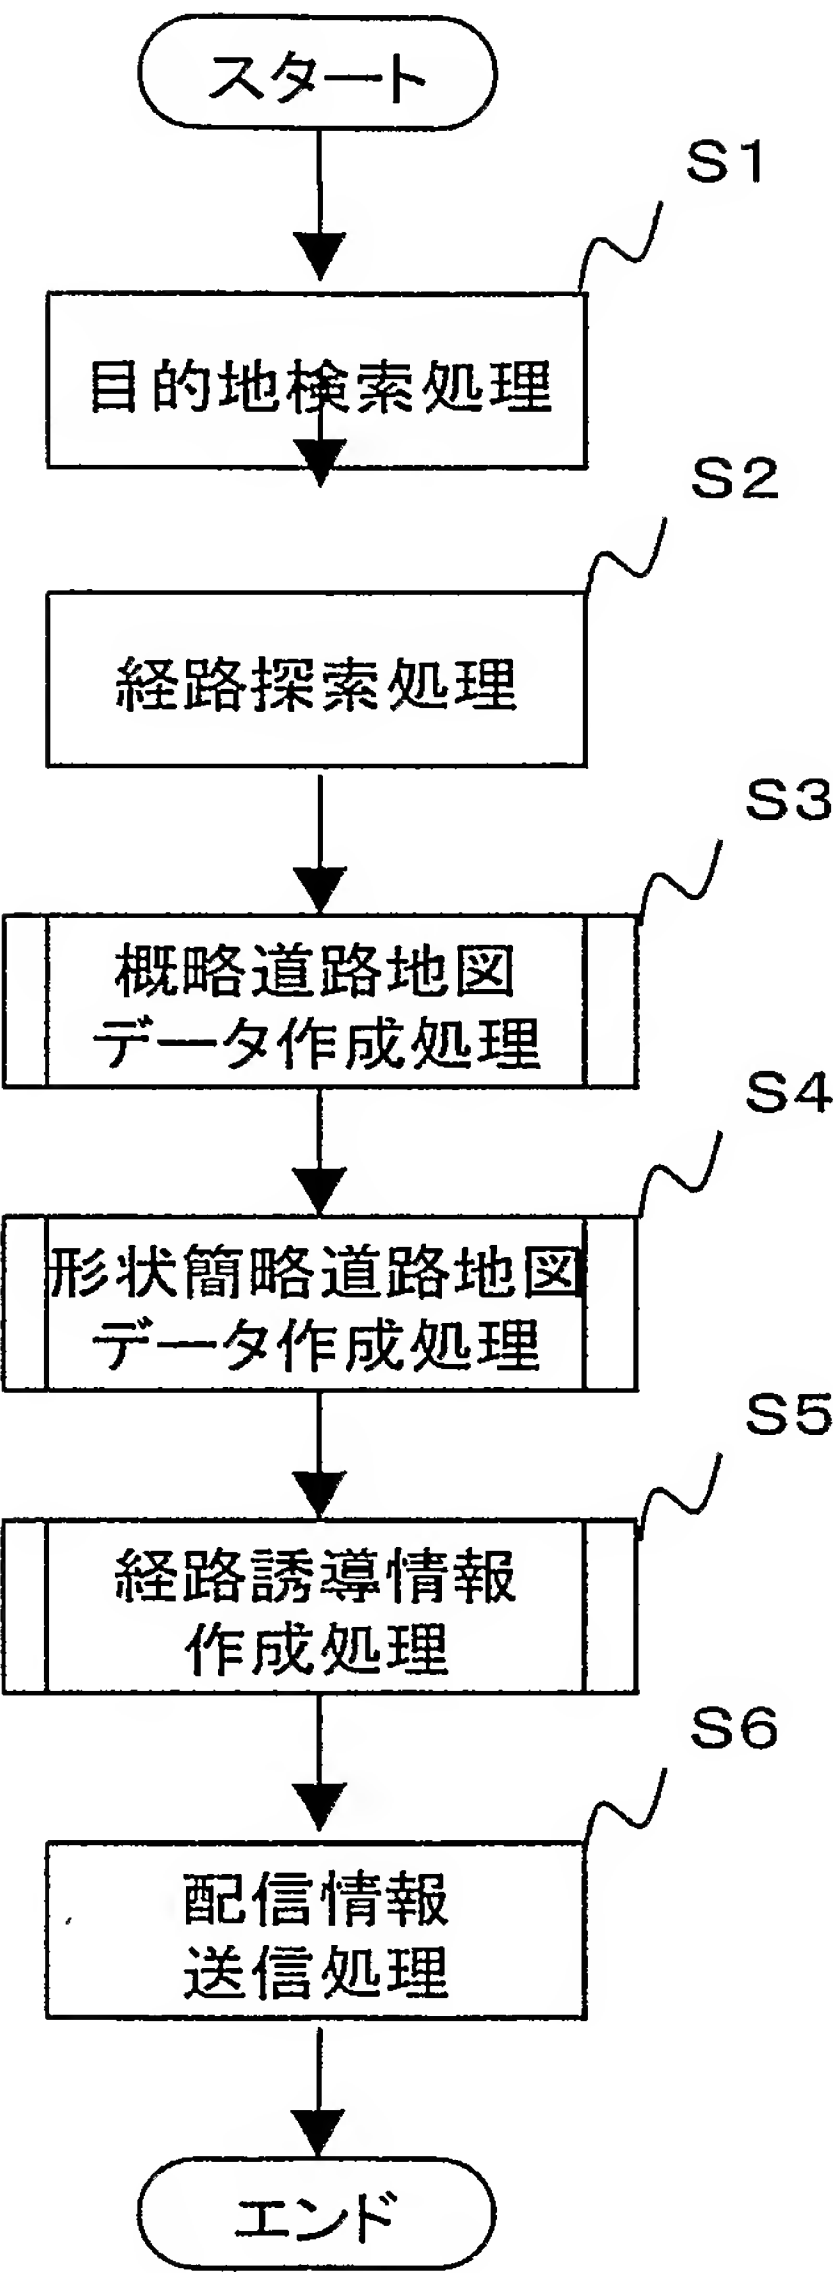 スタート
S1
目的地検索処理
S2
経路探索処理
S3
概略道路地図
データ作成処理
S4
形状簡略道路地図
データ作成処理
S5
経路誘導情報
作成処理
S6
配信情報
送信処理
エンド